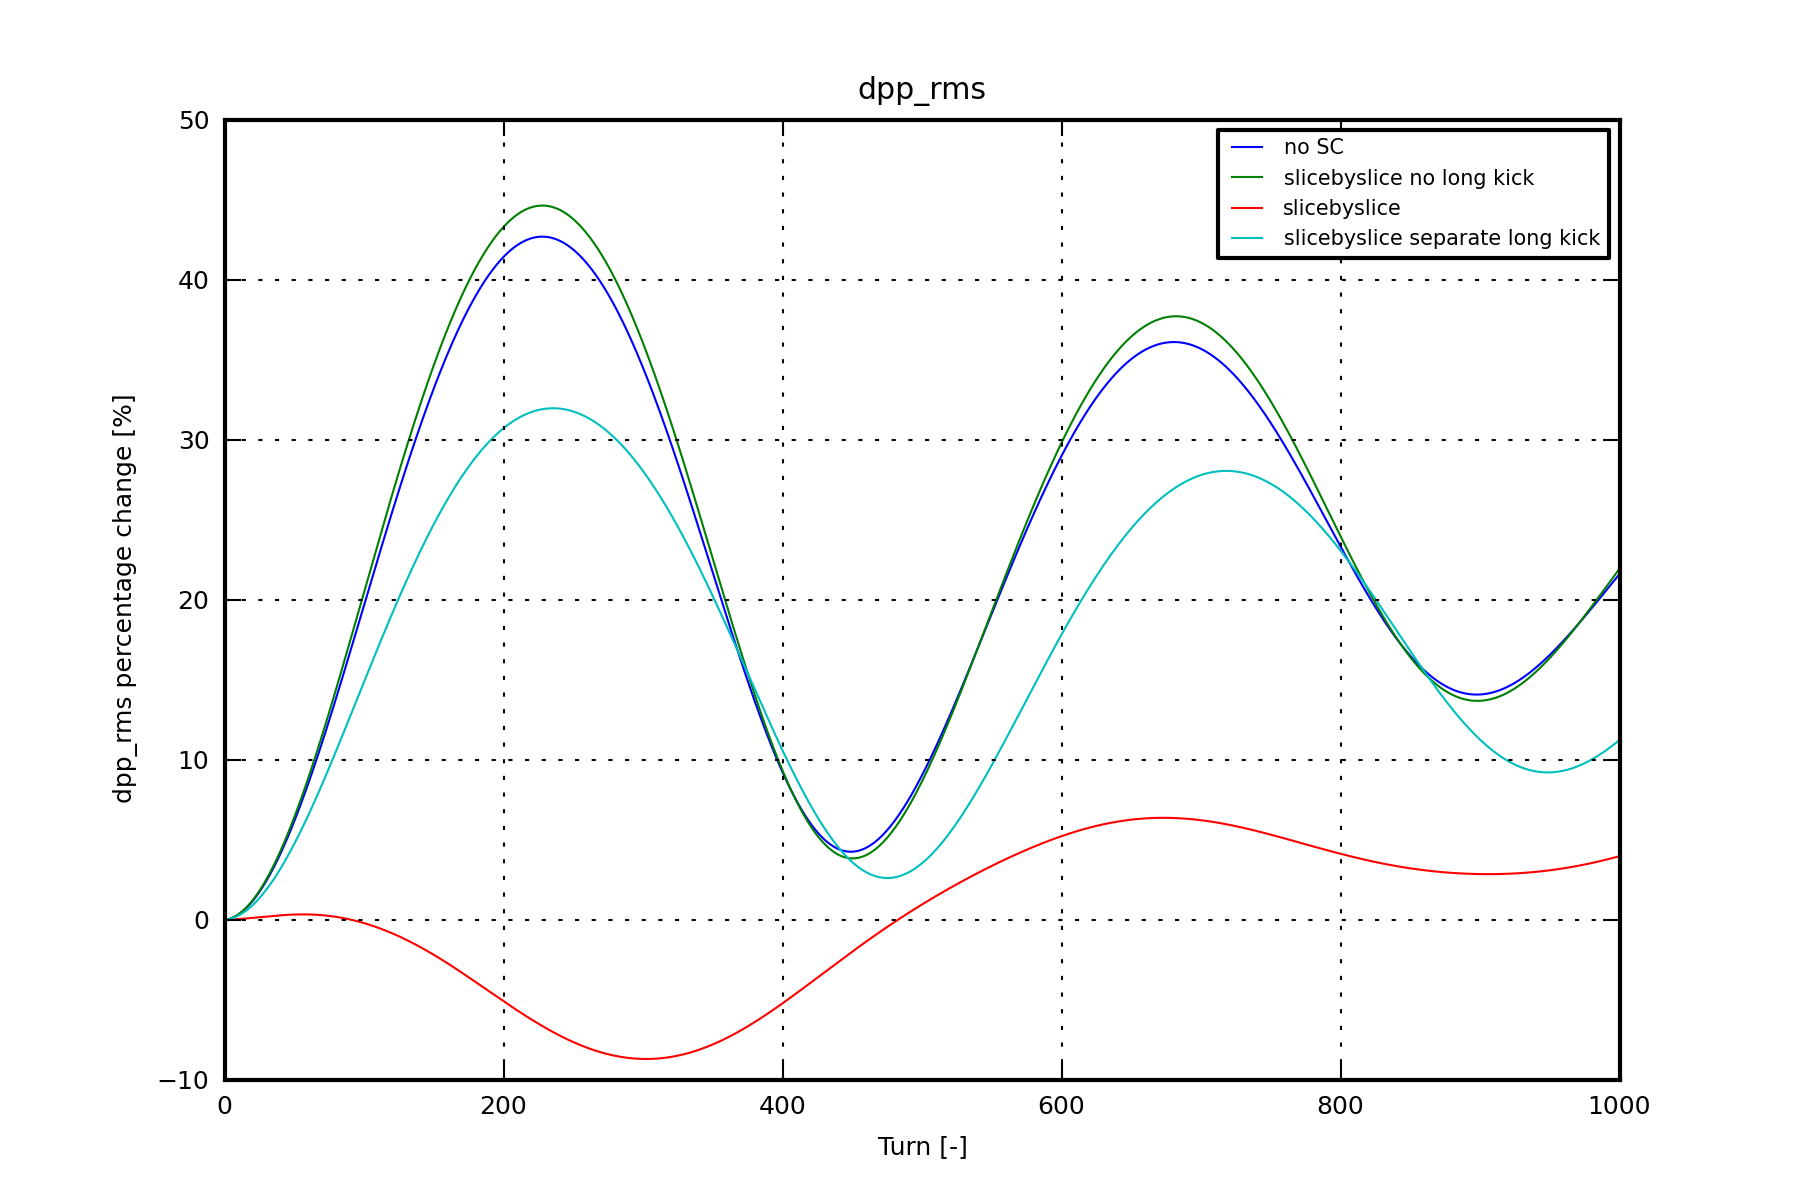 dpp_rms
50
40
30
20
10
0
−10
dpp_rms percentage change [%]
no SC
slicebyslice no long kick
slicebyslice
slicebyslice separate long kick
0 200 400 600 800 1000
Turn [-]